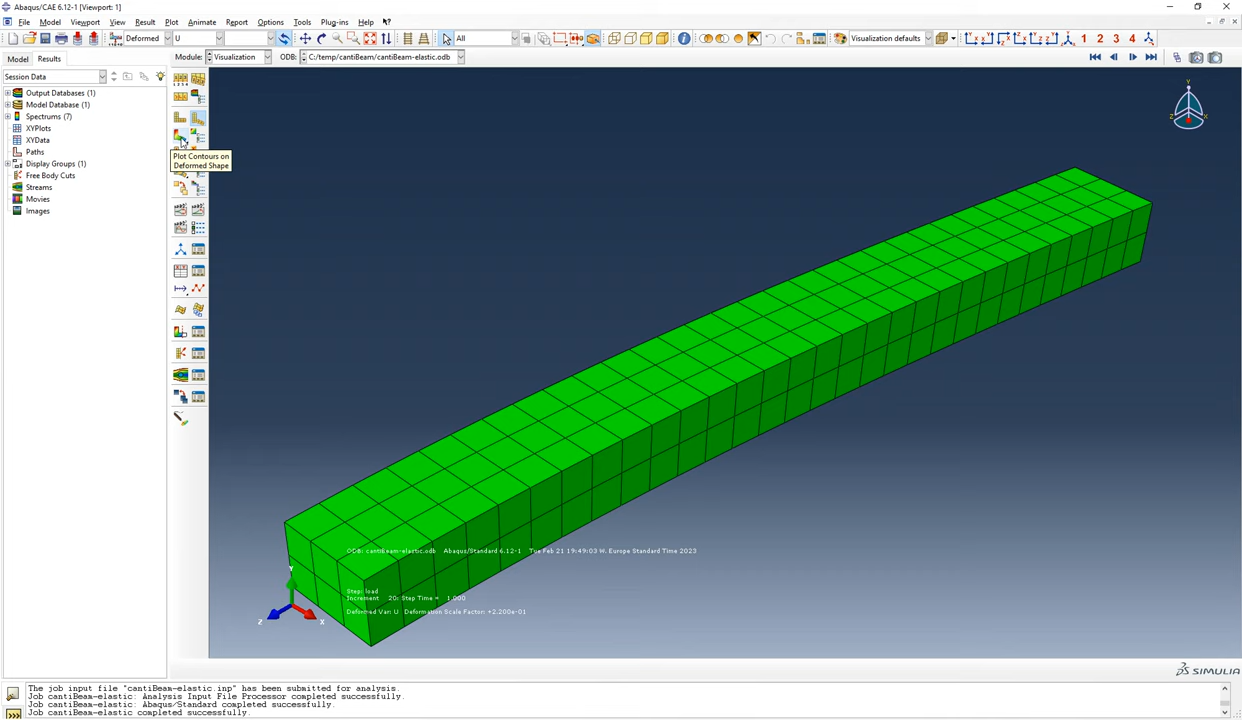 Abaqus/CAE 6.12-1 [Viewport: 1]
File Model Viewport View Result Plot Animate Report Options Tools Plug-ins Help
Deformed U All Visualization defaults 1 2 3 4
Model Results Module: Visualization ODB: C:/temp/cantiBeam/cantiBeam-elastic.odb
Session Data
Output Databases (1)
Model Database (1)
Spectrums (7)
XYPlots
XYData
Paths
Display Groups (1)
Free Body Cuts
Streams
Movies
Images
Plot Contours on
Deformed Shape
Y
Z X
ODB: cantiBeam-elastic.odb Abaqus/Standard 6.12-1 Tue Feb 21 19:49:03 W. Europe Standard Time 2023
Y
Step: load
Increment 20: Step Time = 1.000
Deformed Var: U Deformation Scale Factor: +2.200e-01
Z X
SIMULIA
The job input file "cantiBeam-elastic.inp" has been submitted for analysis.
Job cantiBeam-elastic: Analysis Input File Processor completed successfully.
Job cantiBeam-elastic: Abaqus/Standard completed successfully.
Job cantiBeam-elastic completed successfully.